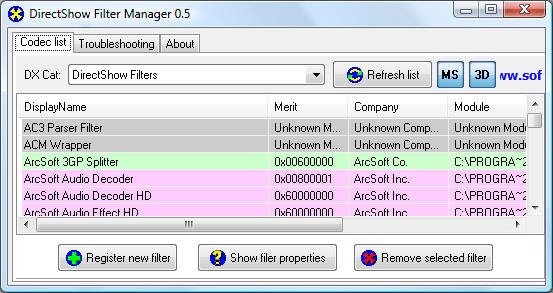 DirectShow Filter Manager 0.5
Codec list Troubleshooting About
DX Cat: DirectShow Filters Refresh list MS 3D ww.sof
DisplayName Merit Company Module
AC3 Parser Filter Unknown M... Unknown Comp... Unknown Modu
ACM Wrapper Unknown M... Unknown Comp... Unknown Modu
ArcSoft 3GP Splitter 0x00600000 ArcSoft Co. C:\PROGRA~2
ArcSoft Audio Decoder 0x00800001 ArcSoft Inc. C:\PROGRA~2
ArcSoft Audio Decoder HD 0x60000000 ArcSoft Inc. C:\PROGRA~2
ArcSoft Audio Effect HD 0x60000000 ArcSoft Inc. C:\PROGRA~2
Register new filter Show filer properties Remove selected filter